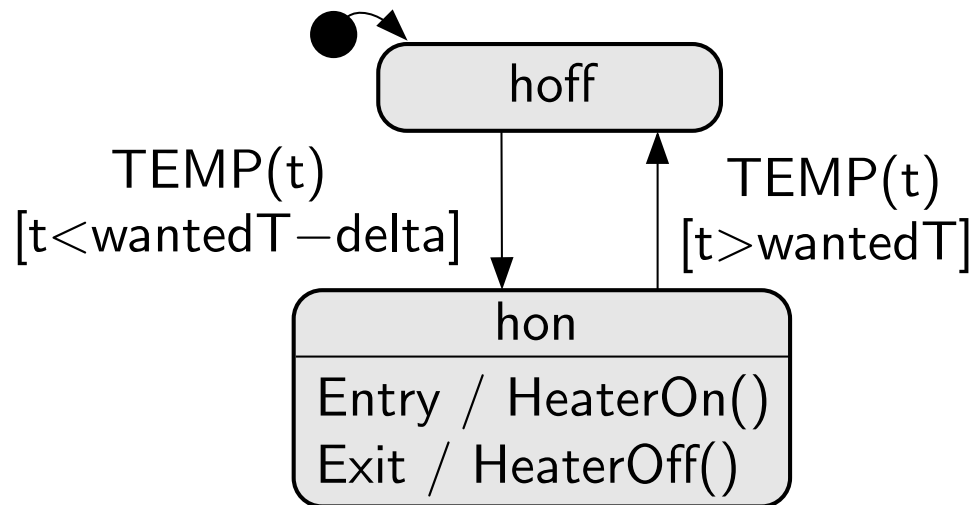 hoff
TEMP(t)
[t<wantedT−delta]
TEMP(t)
[t>wantedT]
hon
Entry / HeaterOn()
Exit / HeaterOff()